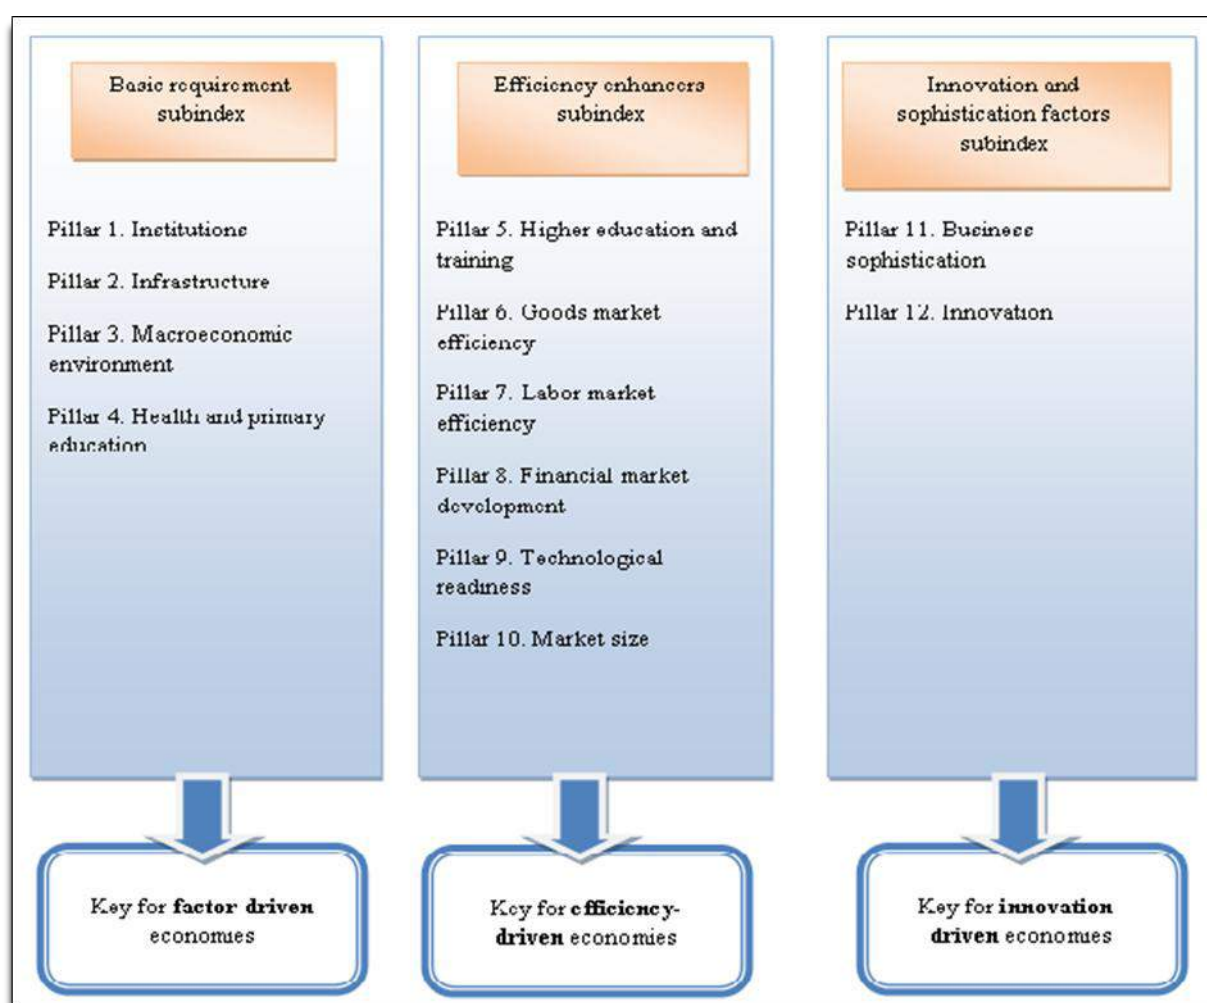 Basic requirement
subindex
Pillar 1. Institutions
Pillar 2. Infrastructure
Pillar 3. Macroeconomic
environment
Pillar 4. Health and primary
education
Key for factor driven
economies
Efficiency enhancers
subindex
Pillar 5. Higher education and
training
Pillar 6. Goods market
efficiency
Pillar 7. Labor market
efficiency
Pillar 8. Financial market
development
Pillar 9. Technological
readiness
Pillar 10. Market size
Key for efficiency-
driven economies
Innovation and
sophistication factors
subindex
Pillar 11. Business
sophistication
Pillar 12. Innovation
Key for innovation
driven economies